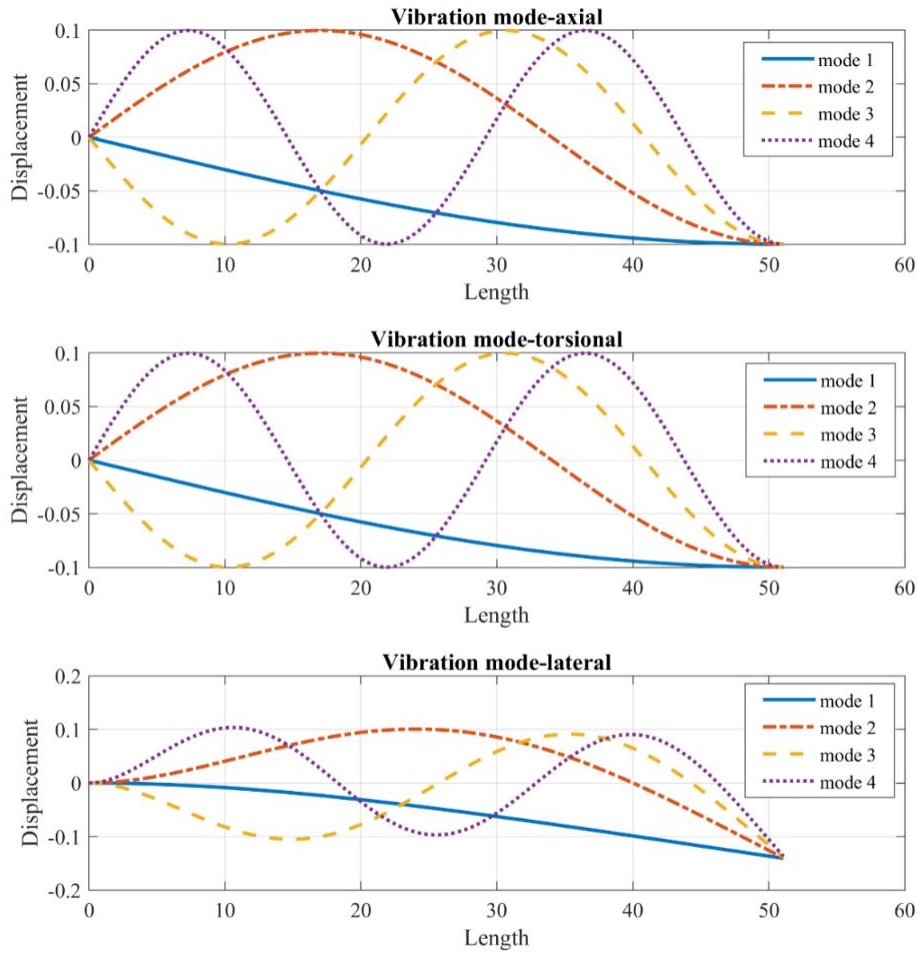 Vibration mode-axial
0.1
0.05
0
-0.05
-0.1
Displacement
mode 1
mode 2
mode 3
mode 4
0 10 20 30 40 50 60
Length
Vibration mode-torsional
0.1
0.05
0
-0.05
-0.1
Displacement
mode 1
mode 2
mode 3
mode 4
0 10 20 30 40 50 60
Length
Vibration mode-lateral
0.2
0.1
0
-0.1
-0.2
Displacement
mode 1
mode 2
mode 3
mode 4
0 10 20 30 40 50 60
Length